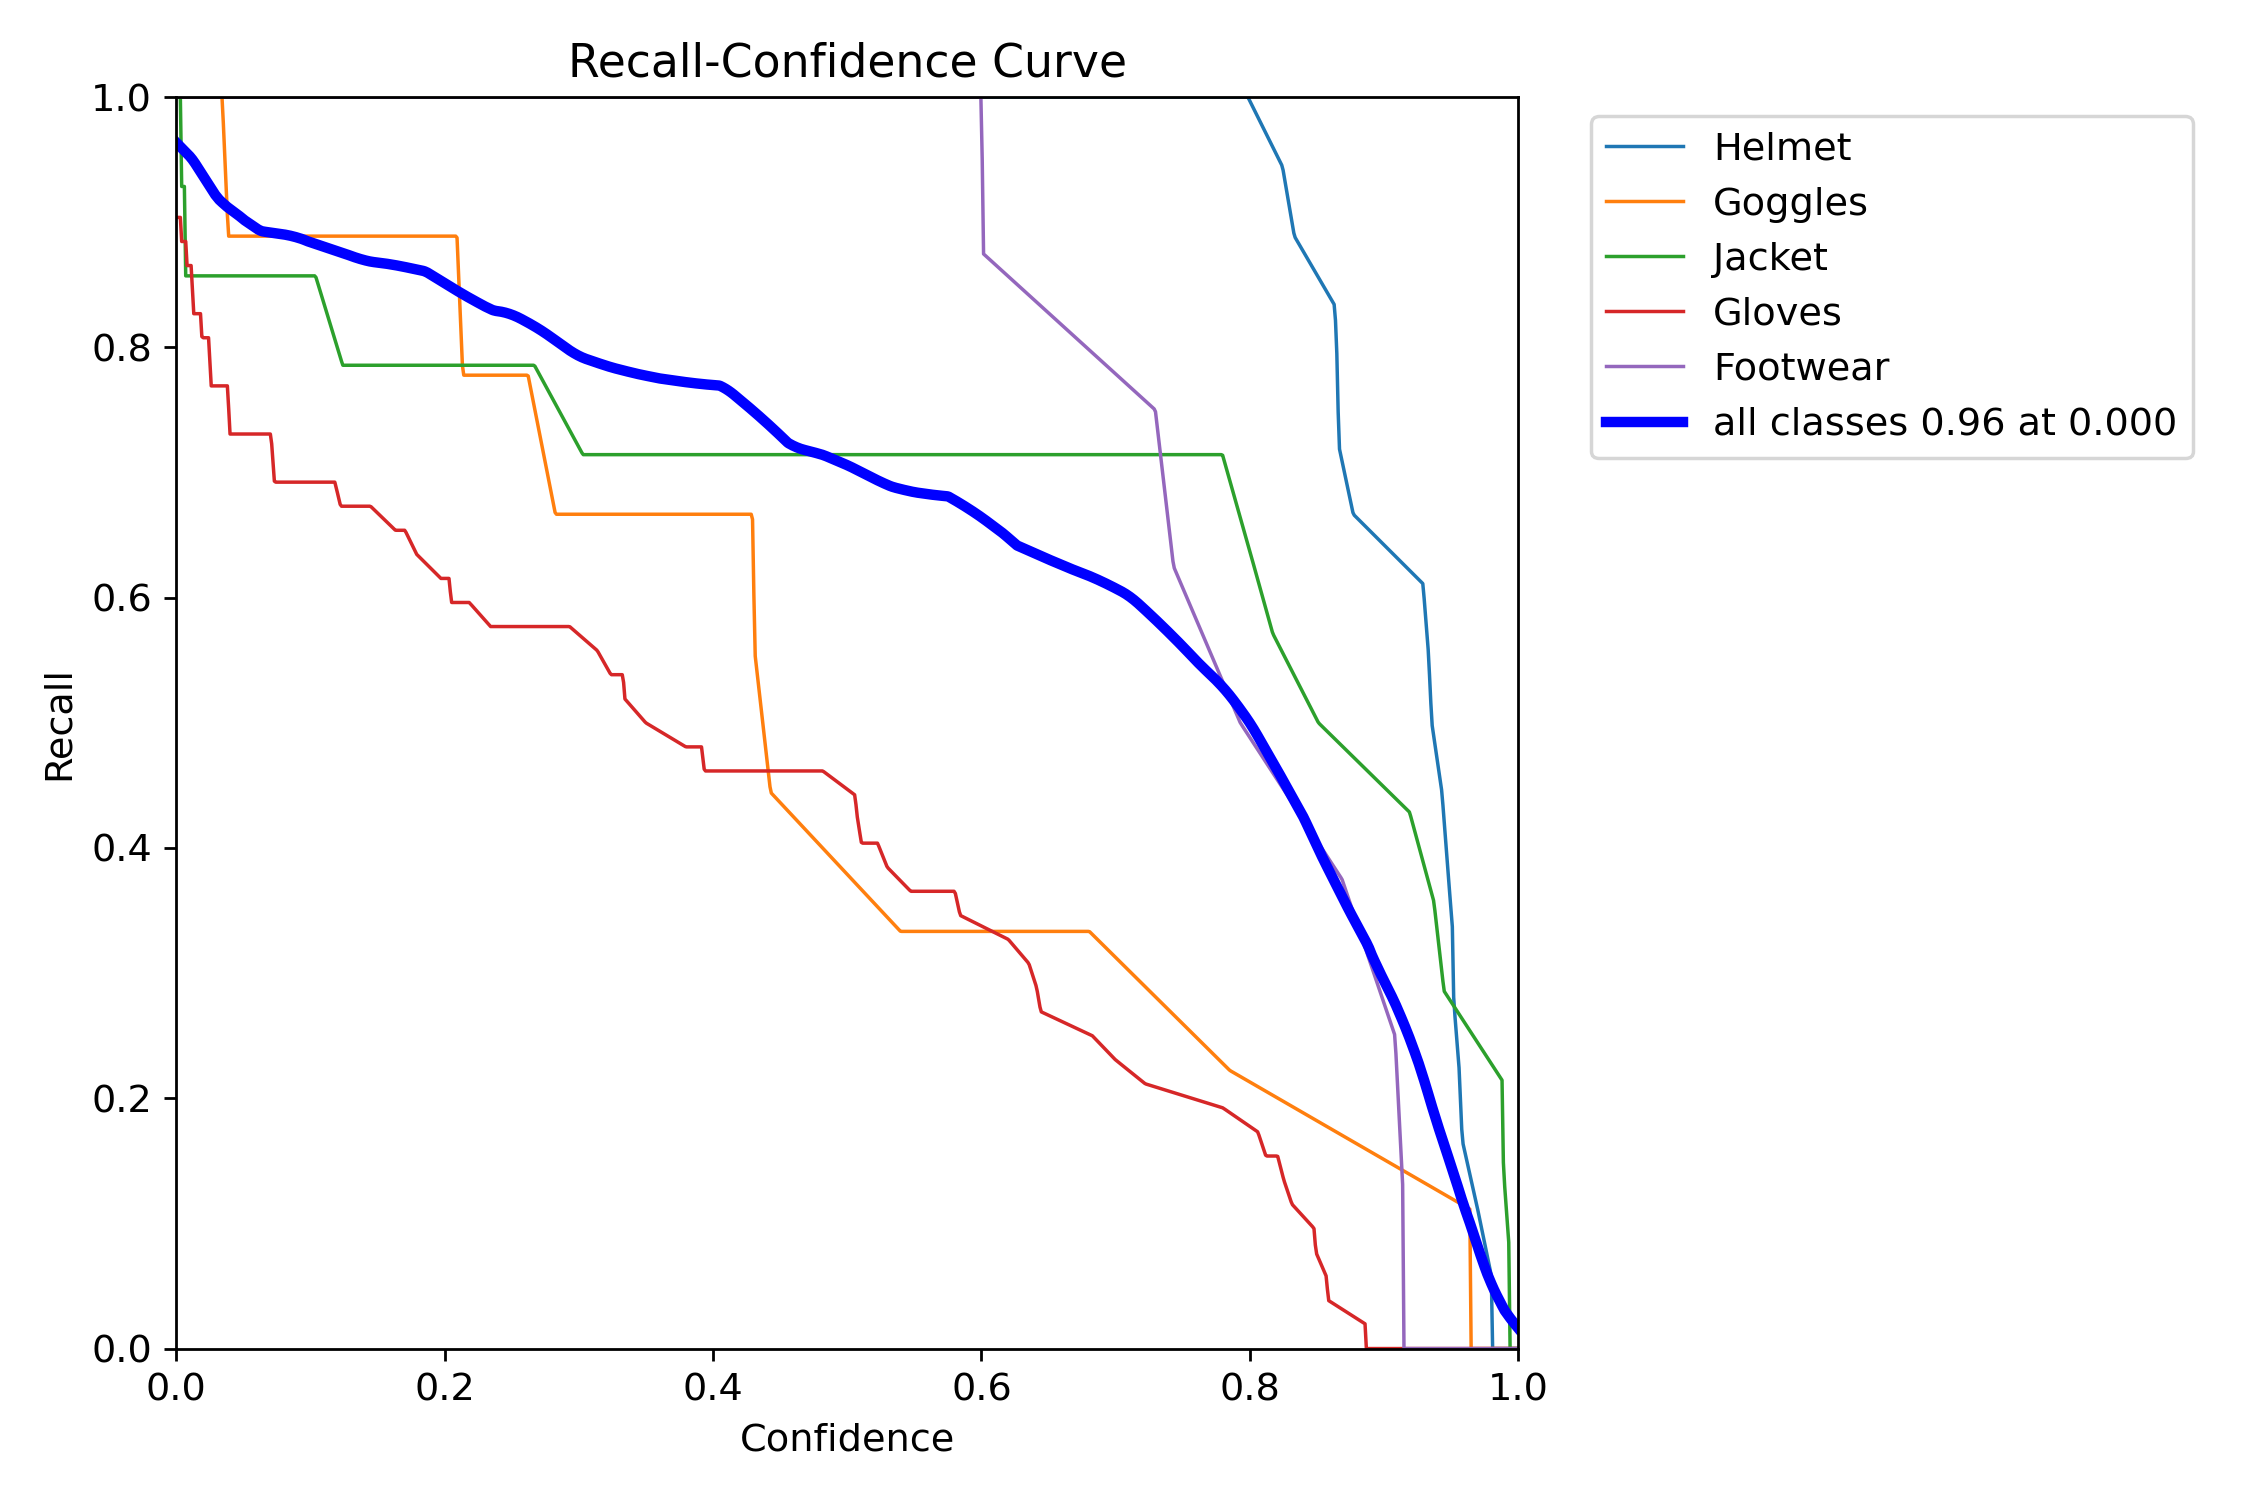 Recall-Confidence Curve
1.0
0.8
0.6
0.4
0.2
0.0
Recall
0.0 0.2 0.4 0.6 0.8 1.0
Confidence
Helmet
Goggles
Jacket
Gloves
Footwear
all classes 0.96 at 0.000